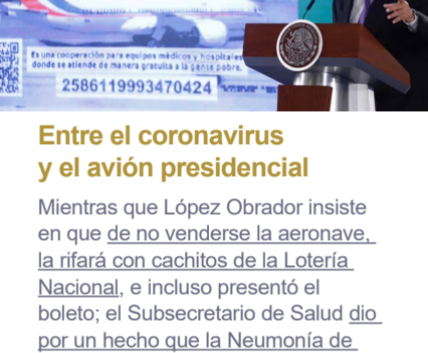 Es una cooperación para equipos médicos y hospitales
donde se atiende de manera gratuita a la gente pobre.
2586119993470424
Entre el coronavirus
y el avión presidencial
Mientras que López Obrador insiste
en que de no venderse la aeronave,
la rifará con cachitos de la Lotería
Nacional, e incluso presentó el
boleto; el Subsecretario de Salud dio
por un hecho que la Neumonía de